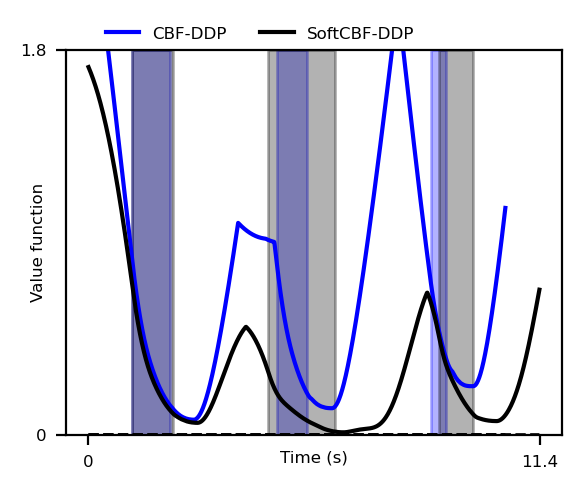 CBF-DDP SoftCBF-DDP
1.8
Value function
0
0 Time (s) 11.4